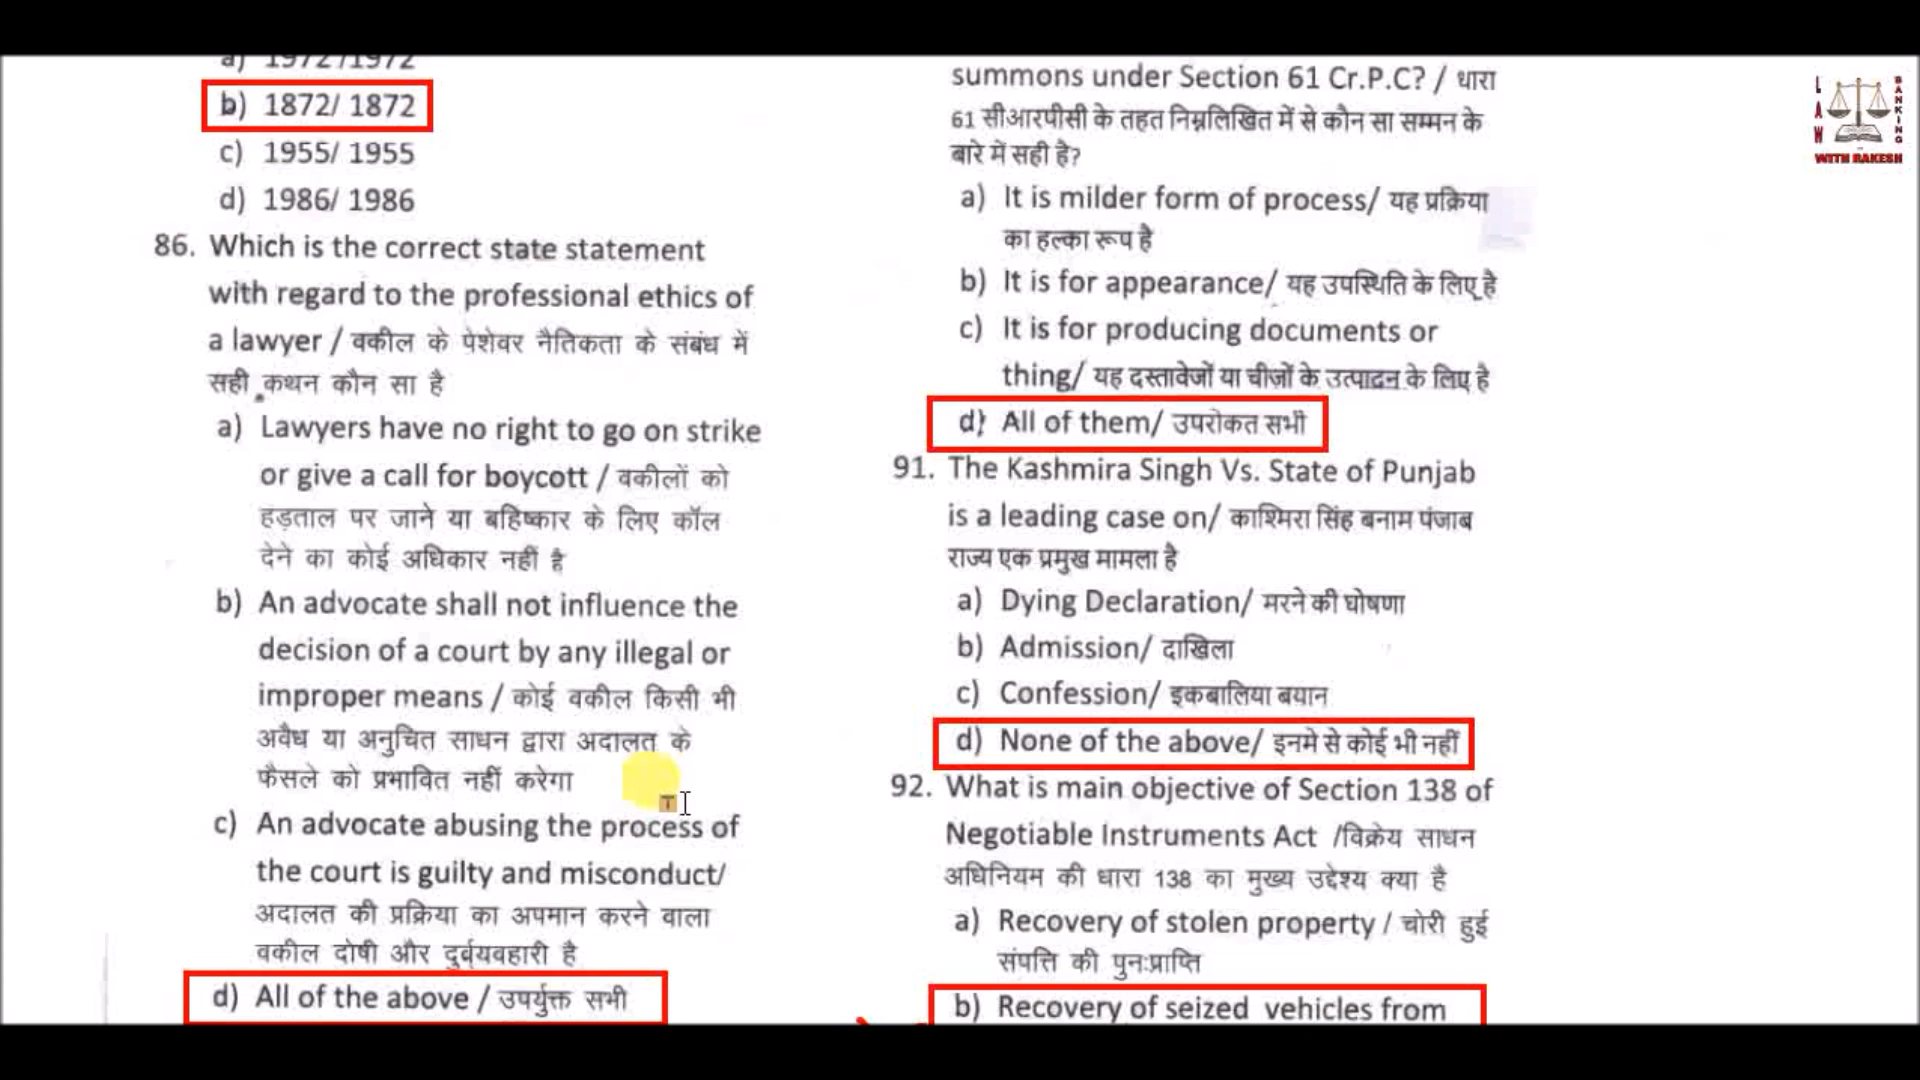 a) 1972/1972
b) 1872/ 1872
c) 1955/ 1955
d) 1986/ 1986
86. Which is the correct state statement
with regard to the professional ethics of
a lawyer / वकील के पेशेवर नैतिकता के संबंध में
सही कथन कौन सा है
a) Lawyers have no right to go on strike
or give a call for boycott / वकीलों को
हड़ताल पर जाने या बहिष्कार के लिए कॉल
देने का कोई अधिकार नहीं है
b) An advocate shall not influence the
decision of a court by any illegal or
improper means / कोई वकील किसी भी
अवैध या अनुचित साधन द्वारा अदालत के
फैसले को प्रभावित नहीं करेगा
c) An advocate abusing the process of
the court is guilty and misconduct/
अदालत की प्रक्रिया का अपमान करने वाला
वकील दोषी और दुर्व्यवहारी है
d) All of the above / उपर्युक्त सभी
summons under Section 61 Cr.P.C? / धारा
61 सीआरपीसी के तहत निम्नलिखित में से कौन सा सम्मन के
बारे में सही है?
a) It is milder form of process/ यह प्रक्रिया
का हल्का रूप है
b) It is for appearance/ यह उपस्थिति के लिए है
c) It is for producing documents or
thing/ यह दस्तावेजों या चीज़ों के उत्पादन के लिए है
d) All of them/ उपरोकत सभी
91. The Kashmira Singh Vs. State of Punjab
is a leading case on/ काश्मिरा सिंह बनाम पंजाब
राज्य एक प्रमुख मामला है
a) Dying Declaration/ मरने की घोषणा
b) Admission/ दाखिला
c) Confession/ इकबालिया बयान
d) None of the above/ इनमे से कोई भी नहीं
92. What is main objective of Section 138 of
Negotiable Instruments Act /विक्रेय साधन
अधिनियम की धारा 138 का मुख्य उद्देश्य क्या है
a) Recovery of stolen property / चोरी हुई
संपत्ति की पुनःप्राप्ति
b) Recovery of seized vehicles from
LAW
BANKING
WITH RAKESH